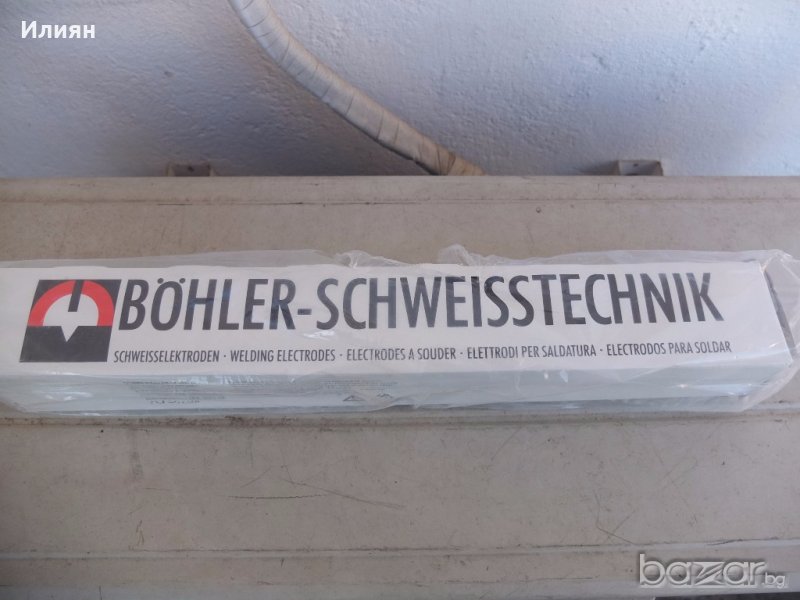 Илиян
BÖHLER-SCHWEISSTECHNIK
SCHWEISSELEKTRODEN · WELDING ELECTRODES · ELECTRODES A SOUDER · ELETTRODI PER SALDATURA · ELECTRODOS PARA SOLDAR
bazar.bg